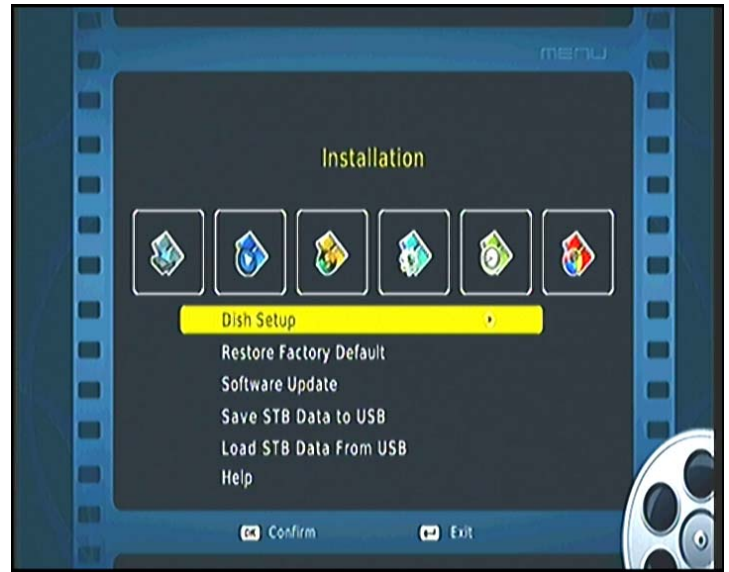 MENU
Installation
Dish Setup
Restore Factory Default
Software Update
Save STB Data to USB
Load STB Data From USB
Help
OK Confirm Exit